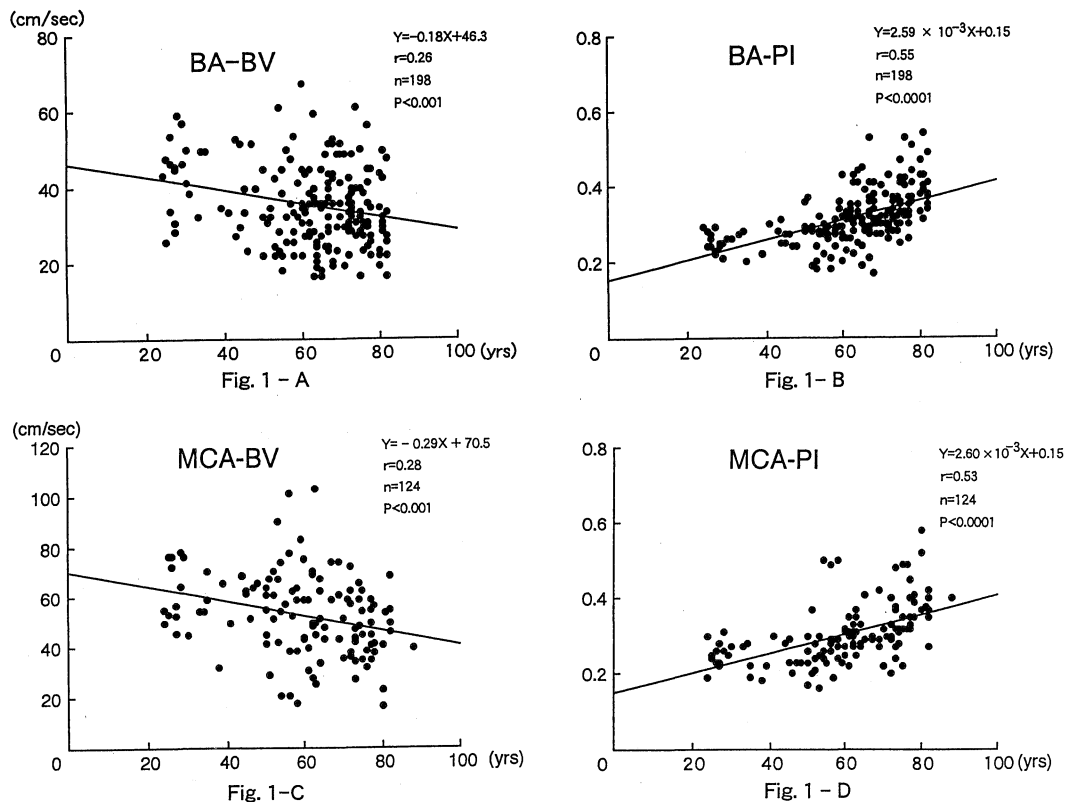 (cm/sec)
80
60
40
20
0
20
40
60
80
100 (yrs)
BA–BV
Y=–0.18X+46.3
r=0.26
n=198
P<0.001
Fig. 1 – A
0.8
0.6
0.4
0.2
0
20
40
60
80
100 (yrs)
BA-PI
Y=2.59 × 10⁻³X+0.15
r=0.55
n=198
P<0.0001
Fig. 1– B
(cm/sec)
120
100
80
60
40
20
0
20
40
60
80
100 (yrs)
MCA-BV
Y= – 0.29X + 70.5
r=0.28
n=124
P<0.001
Fig. 1–C
0.8
0.6
0.4
0.2
0
20
40
60
80
100 (yrs)
MCA-PI
Y=2.60 ×10⁻³X+0.15
r=0.53
n=124
P<0.0001
Fig. 1 – D